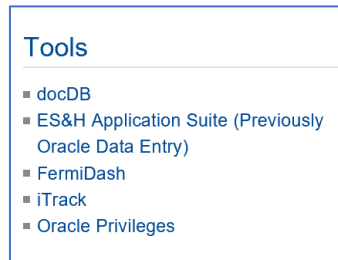 Tools
docDB
ES&H Application Suite (Previously
Oracle Data Entry)
FermiDash
iTrack
Oracle Privileges